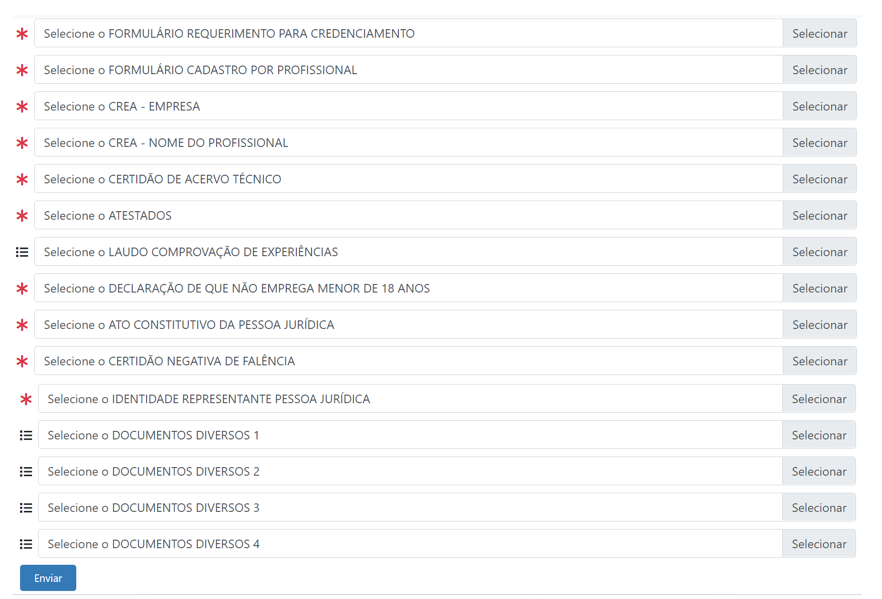 Selecione o FORMULÁRIO REQUERIMENTO PARA CREDENCIAMENTO Selecionar
Selecione o FORMULÁRIO CADASTRO POR PROFISSIONAL Selecionar
Selecione o CREA - EMPRESA Selecionar
Selecione o CREA - NOME DO PROFISSIONAL Selecionar
Selecione o CERTIDÃO DE ACERVO TÉCNICO Selecionar
Selecione o ATESTADOS Selecionar
Selecione o LAUDO COMPROVAÇÃO DE EXPERIÊNCIAS Selecionar
Selecione o DECLARAÇÃO DE QUE NÃO EMPREGA MENOR DE 18 ANOS Selecionar
Selecione o ATO CONSTITUTIVO DA PESSOA JURÍDICA Selecionar
Selecione o CERTIDÃO NEGATIVA DE FALÊNCIA Selecionar
Selecione o IDENTIDADE REPRESENTANTE PESSOA JURÍDICA Selecionar
Selecione o DOCUMENTOS DIVERSOS 1 Selecionar
Selecione o DOCUMENTOS DIVERSOS 2 Selecionar
Selecione o DOCUMENTOS DIVERSOS 3 Selecionar
Selecione o DOCUMENTOS DIVERSOS 4 Selecionar
Enviar